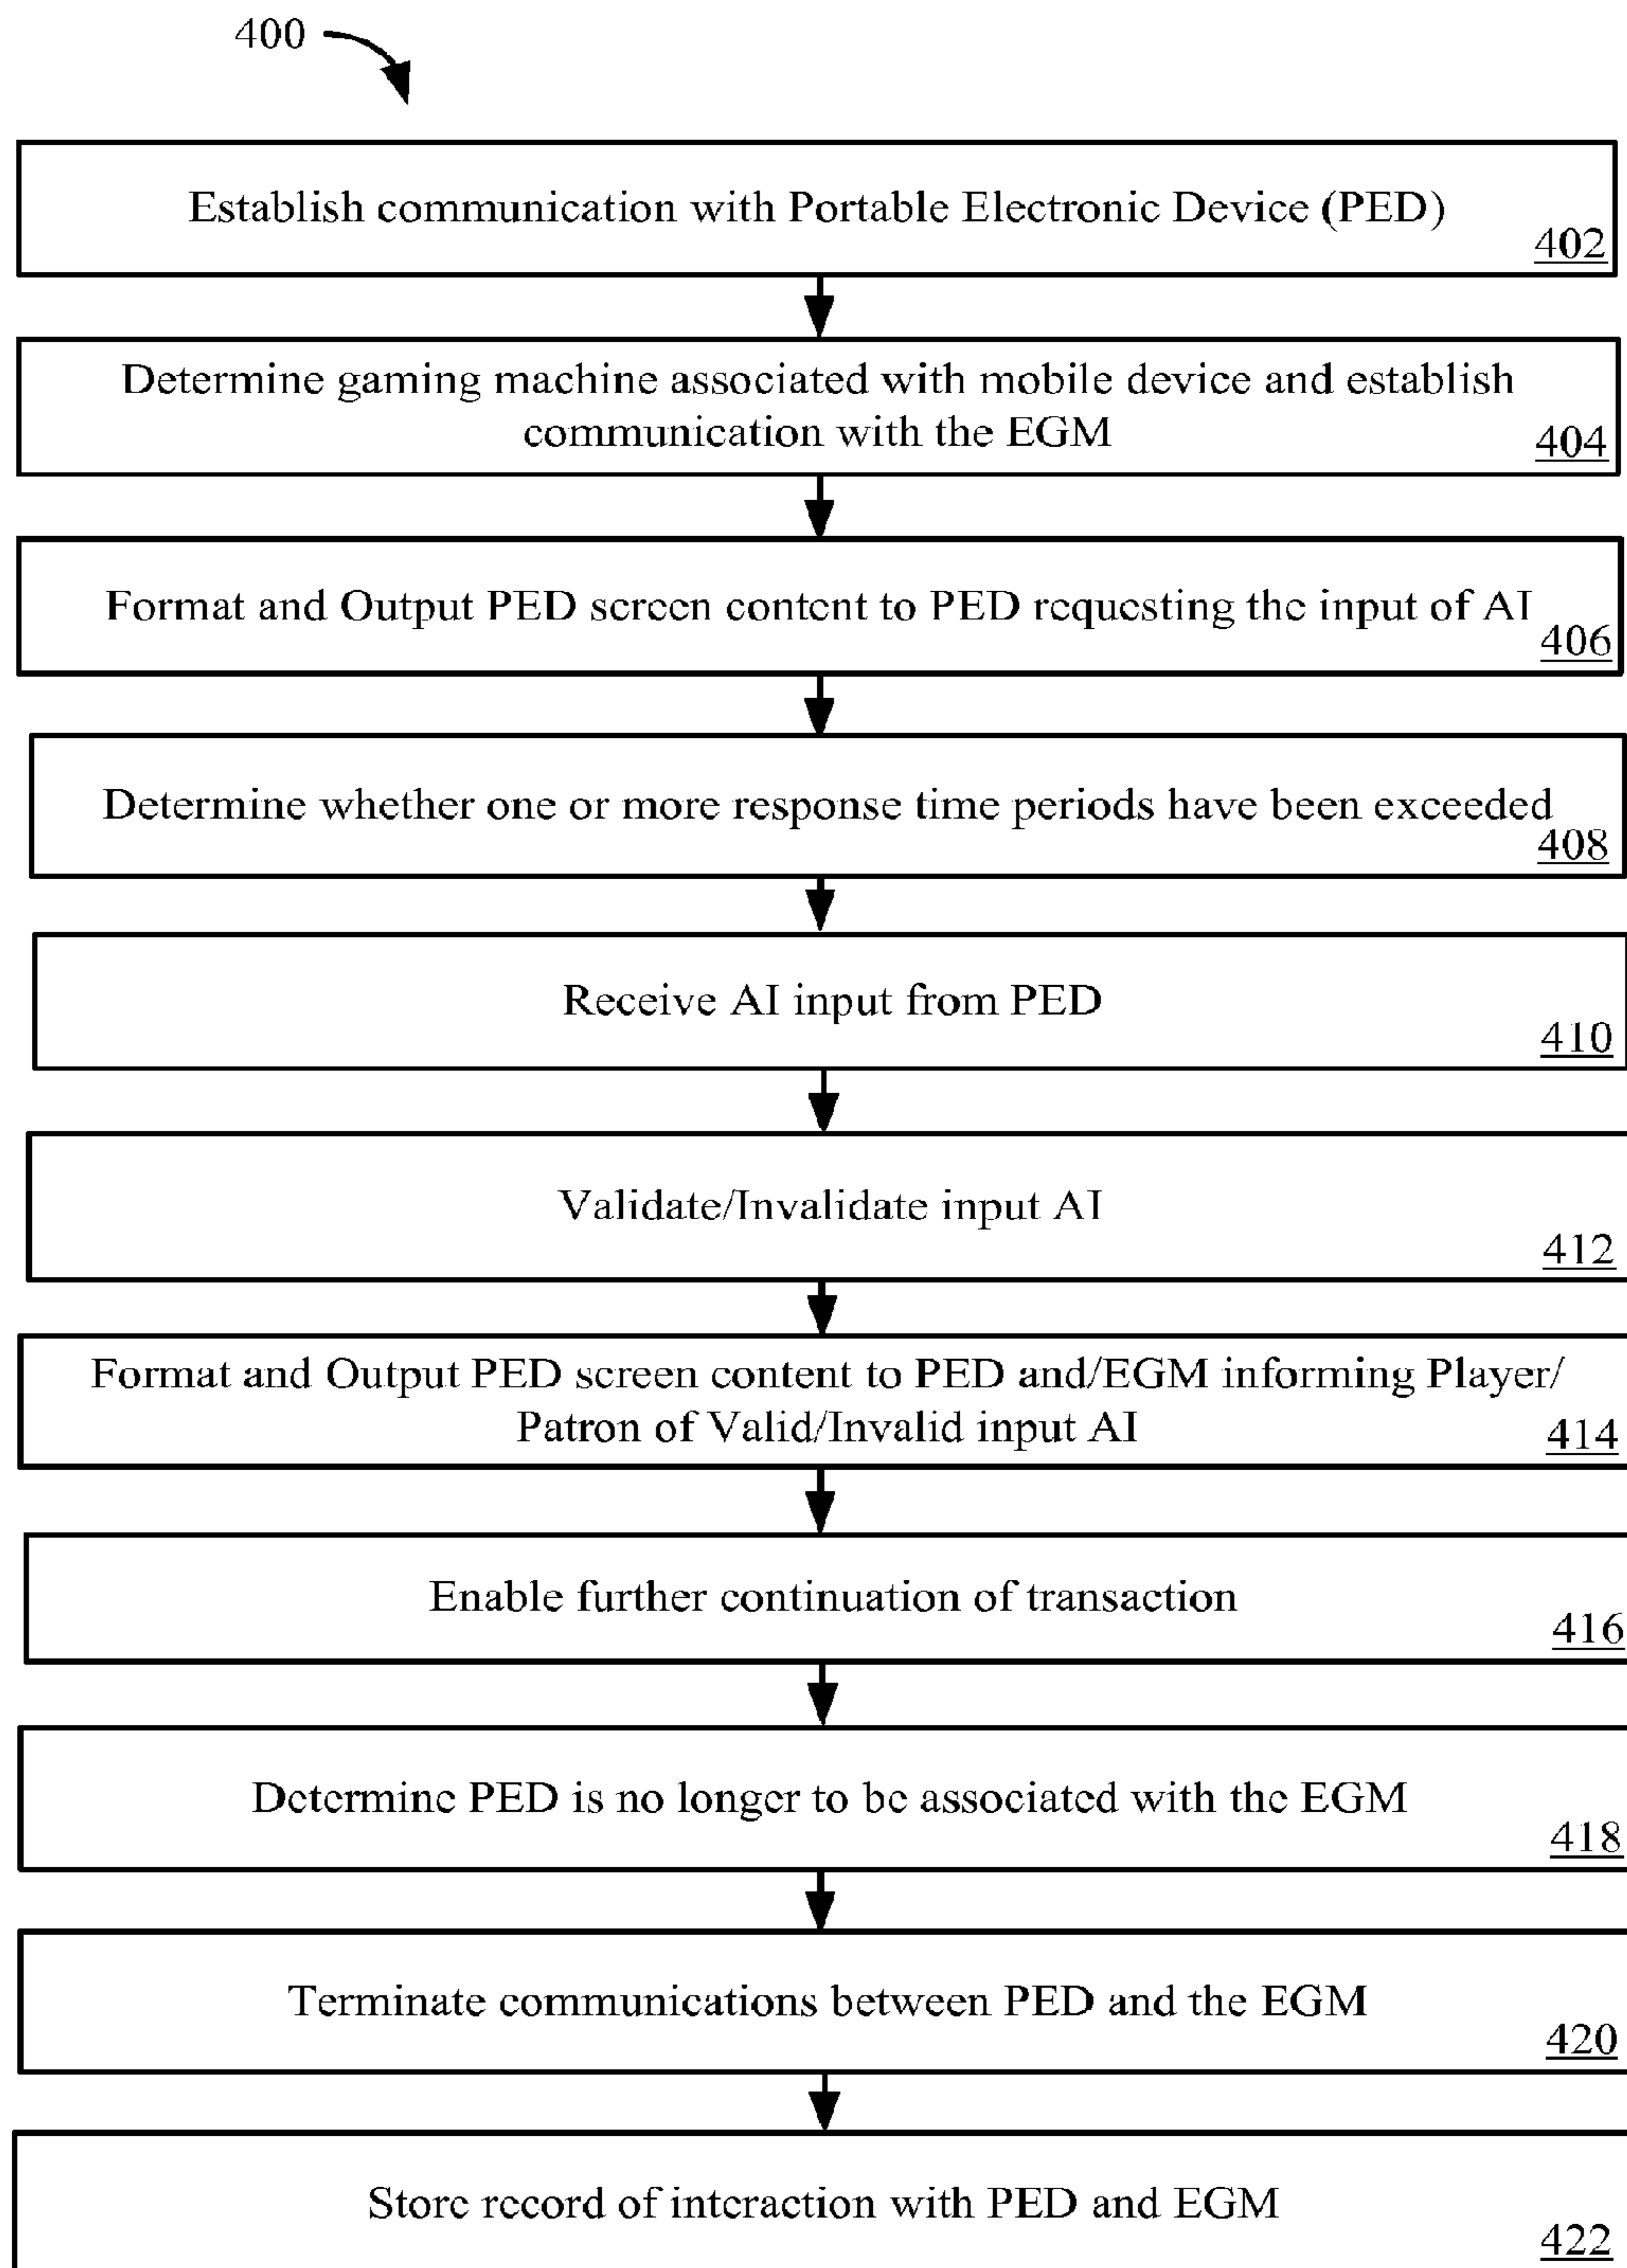 400
Establish communication with Portable Electronic Device (PED)
402
Determine gaming machine associated with mobile device and establish
communication with the EGM
404
Format and Output PED screen content to PED requesting the input of AI
406
Determine whether one or more response time periods have been exceeded
408
Receive AI input from PED
410
Validate/Invalidate input AI
412
Format and Output PED screen content to PED and/EGM informing Player/
Patron of Valid/Invalid input AI
414
Enable further continuation of transaction
416
Determine PED is no longer to be associated with the EGM
418
Terminate communications between PED and the EGM
420
Store record of interaction with PED and EGM
422